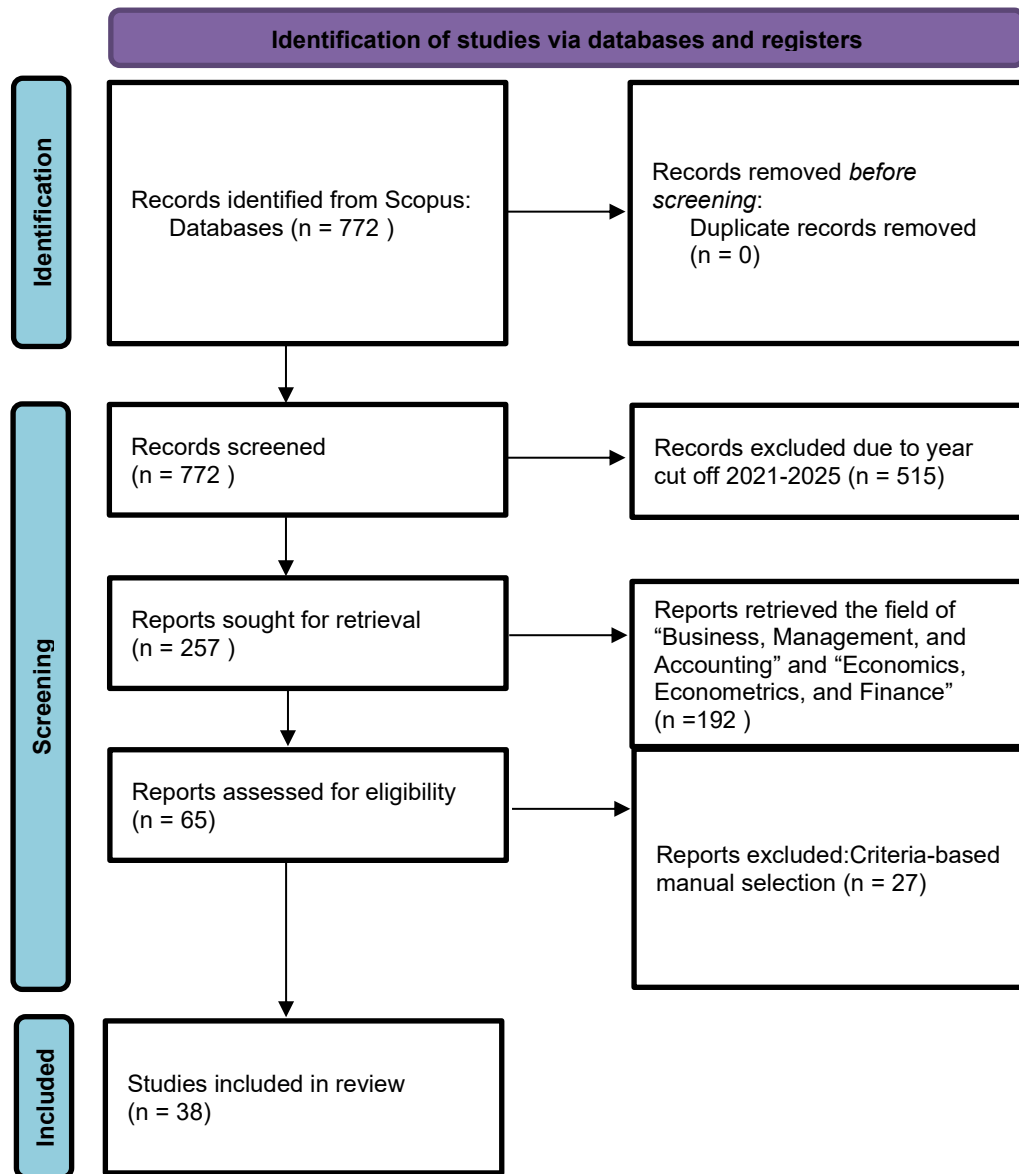 Identification of studies via databases and registers
Identification
Records identified from Scopus:
Databases (n = 772 )
Records removed before
screening:
Duplicate records removed
(n = 0)
Screening
Records screened
(n = 772 )
Records excluded due to year
cut off 2021-2025 (n = 515)
Reports sought for retrieval
(n = 257 )
Reports retrieved the field of
“Business, Management, and
Accounting” and “Economics,
Econometrics, and Finance”
(n =192 )
Reports assessed for eligibility
(n = 65)
Reports excluded:Criteria-based
manual selection (n = 27)
Included
Studies included in review
(n = 38)